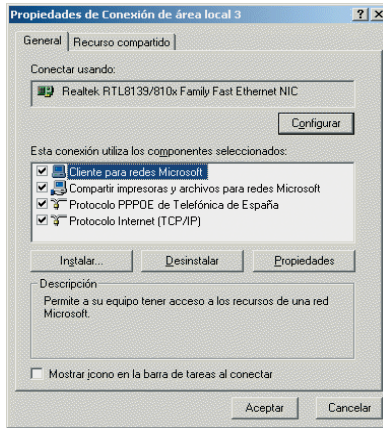 Propiedades de Conexión de área local 3
General Recurso compartido
Conectar usando:
Realtek RTL8139/810x Family Fast Ethernet NIC
Configurar
Esta conexión utiliza los componentes seleccionados:
Cliente para redes Microsoft
Compartir impresoras y archivos para redes Microsoft
Protocolo PPPOE de Telefónica de España
Protocolo Internet (TCP/IP)
Instalar... Desinstalar Propiedades
Descripción
Permite a su equipo tener acceso a los recursos de una red
Microsoft.
Mostrar icono en la barra de tareas al conectar
Aceptar Cancelar